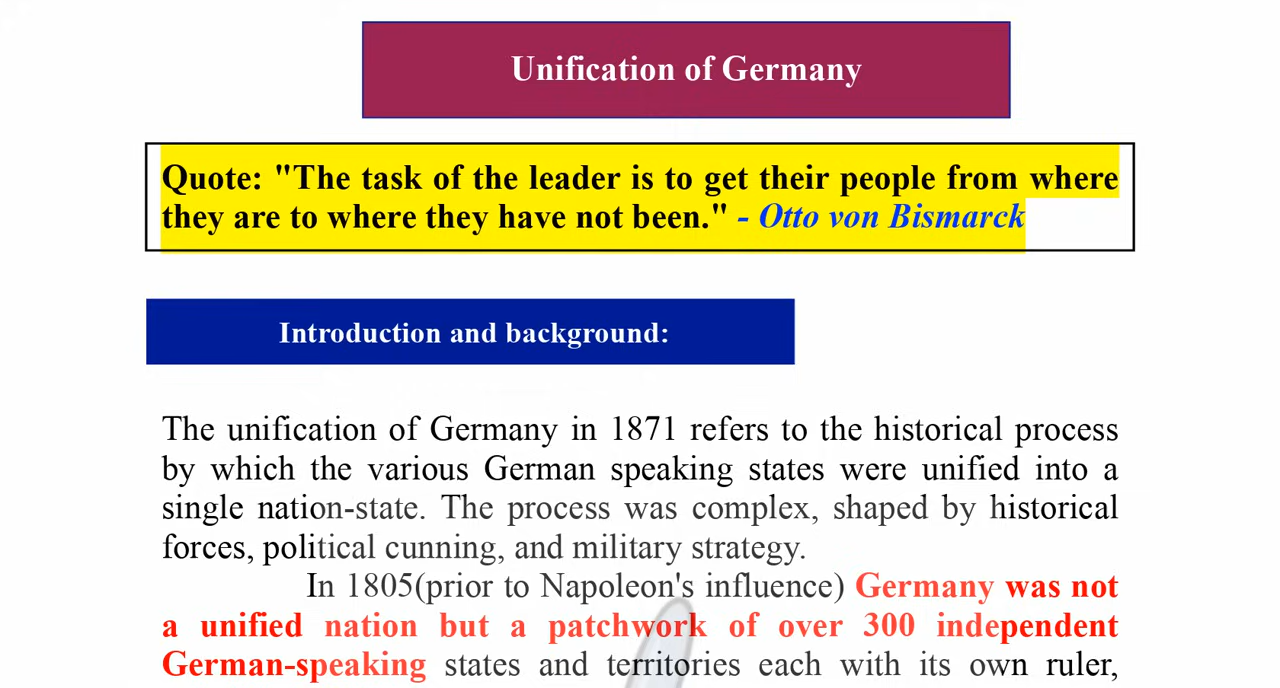 Unification of Germany
Quote: "The task of the leader is to get their people from where
they are to where they have not been." - Otto von Bismarck
Introduction and background:
The unification of Germany in 1871 refers to the historical process
by which the various German speaking states were unified into a
single nation-state. The process was complex, shaped by historical
forces, political cunning, and military strategy.
In 1805(prior to Napoleon's influence) Germany was not
a unified nation but a patchwork of over 300 independent
German-speaking states and territories each with its own ruler,